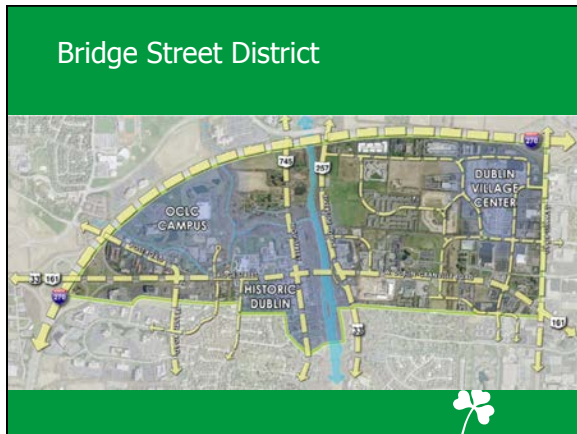 Bridge Street District
270
745
257
DUBLIN
VILLAGE
CENTER
OCLC
CAMPUS
33 161
270
HISTORIC
DUBLIN
33
161